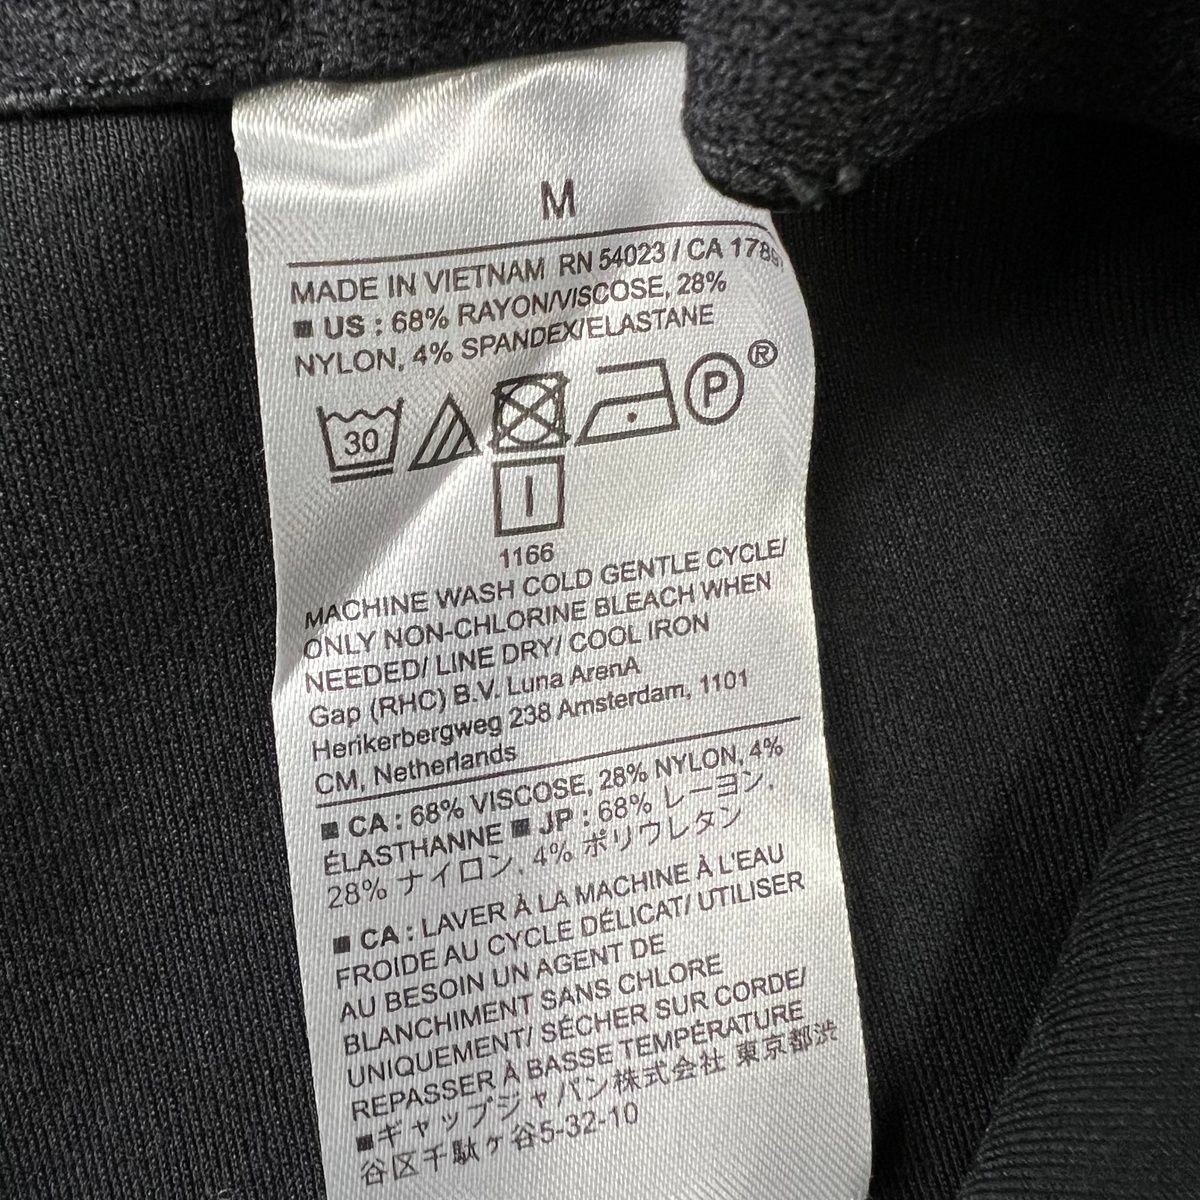 M
MADE IN VIETNAM RN 54023 / CA 1789
■ US : 68% RAYON/VISCOSE, 28%
NYLON, 4% SPANDEX/ELASTANE
30 P ®
1166
MACHINE WASH COLD GENTLE CYCLE/
ONLY NON-CHLORINE BLEACH WHEN
NEEDED/ LINE DRY/ COOL IRON
Gap (RHC) B.V. Luna ArenA
Herikerbergweg 238 Amsterdam, 1101
CM, Netherlands
■ CA : 68% VISCOSE, 28% NYLON, 4%
ÉLASTHANNE ■ JP : 68% レーヨン,
28% ナイロン, 4% ポリウレタン
■ CA : LAVER À LA MACHINE À L'EAU
FROIDE AU CYCLE DÉLICAT/ UTILISER
AU BESOIN UN AGENT DE
BLANCHIMENT SANS CHLORE
UNIQUEMENT/ SÉCHER SUR CORDE/
REPASSER À BASSE TEMPÉRATURE
■ギャップジャパン株式会社 東京都渋
谷区千駄ヶ谷5-32-10